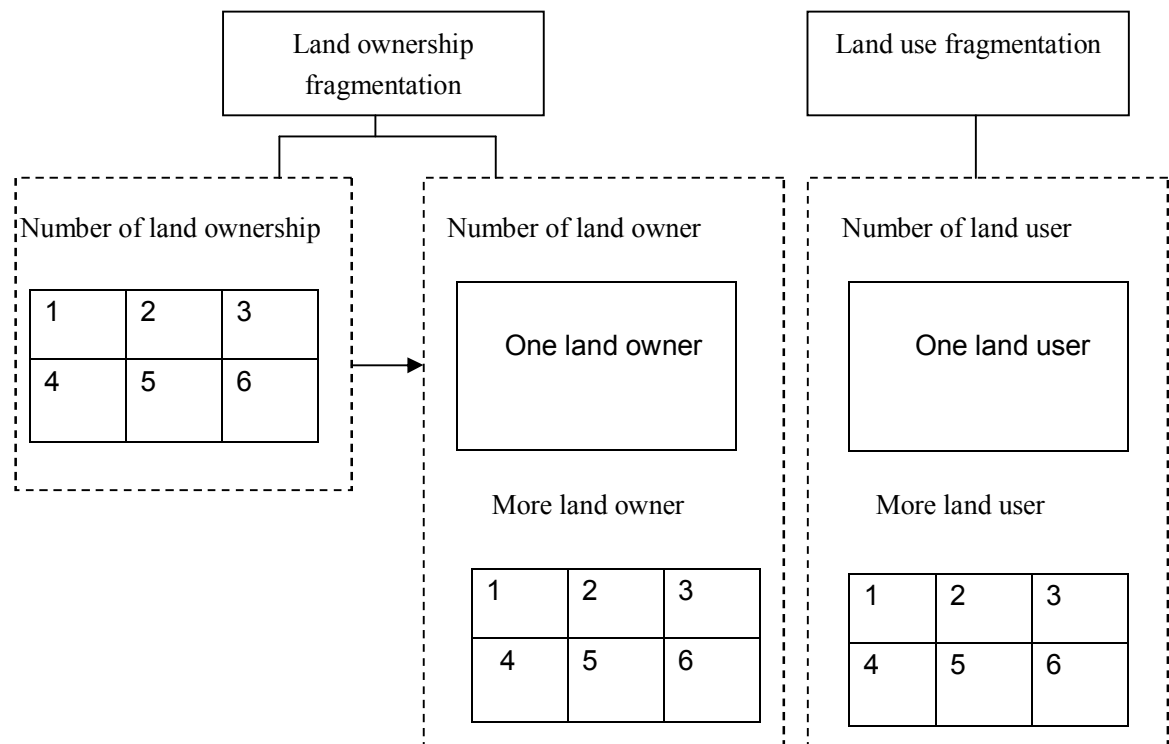 Land ownership
fragmentation
Land use fragmentation
Number of land ownership
1 2 3
4 5 6
Number of land owner
One land owner
More land owner
1 2 3
4 5 6
Number of land user
One land user
More land user
1 2 3
4 5 6